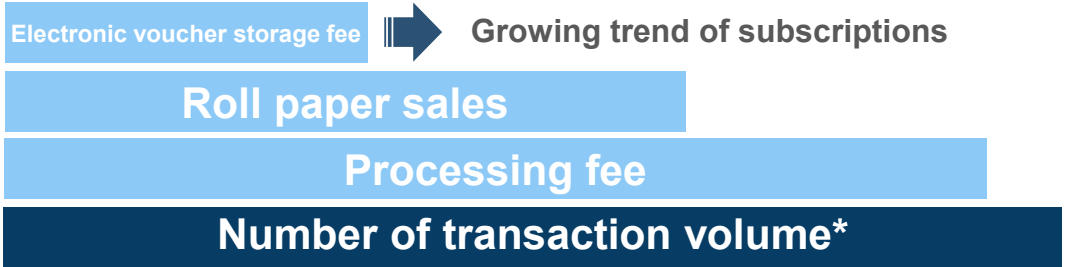 Electronic voucher storage fee
Growing trend of subscriptions
Roll paper sales
Processing fee
Number of transaction volume*